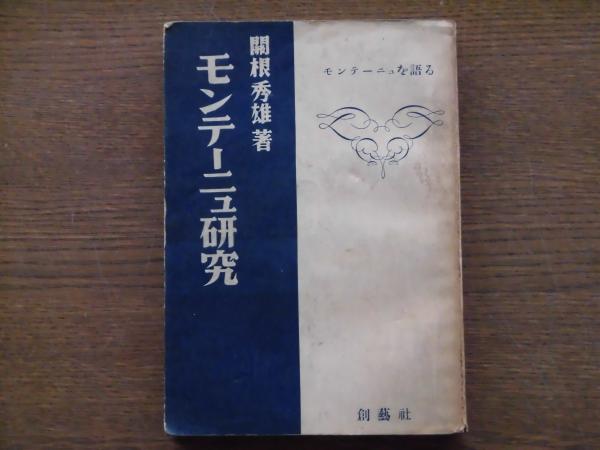 關根秀雄著
モンテーニュ研究
モンテーニュを語る
創藝社